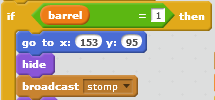 if barrel = 1 then
go to x: 153 y: 95
hide
broadcast stomp